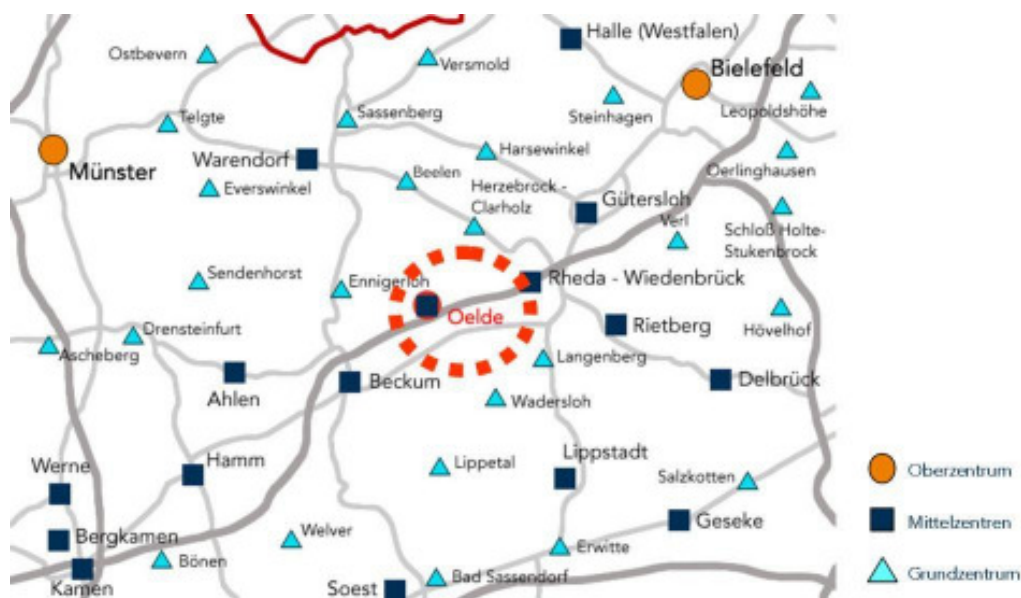 Halle (Westfalen)
Ostbevern
Versmold
Bielefeld
Leopoldshöhe
Steinhagen
Telgte
Sassenberg
Münster
Warendorf
Harsewinkel
Oerlinghausen
Everswinkel
Beelen
Herzebrock -
Clarholz
Gütersloh
Verl
Schloß Holte-
Stukenbrock
Sendenhorst
Ennigerloh
Rheda - Wiedenbrück
Oelde
Rietberg
Hövelhof
Drensteinfurt
Ascheberg
Langenberg
Ahlen
Beckum
Delbrück
Wadersloh
Werne
Hamm
Lippetal
Lippstadt
Salzkotten
Oberzentrum
Bergkamen
Welver
Geseke
Mittelzentren
Kamen
Bönen
Erwitte
Soest
Bad Sassendorf
Grundzentrum